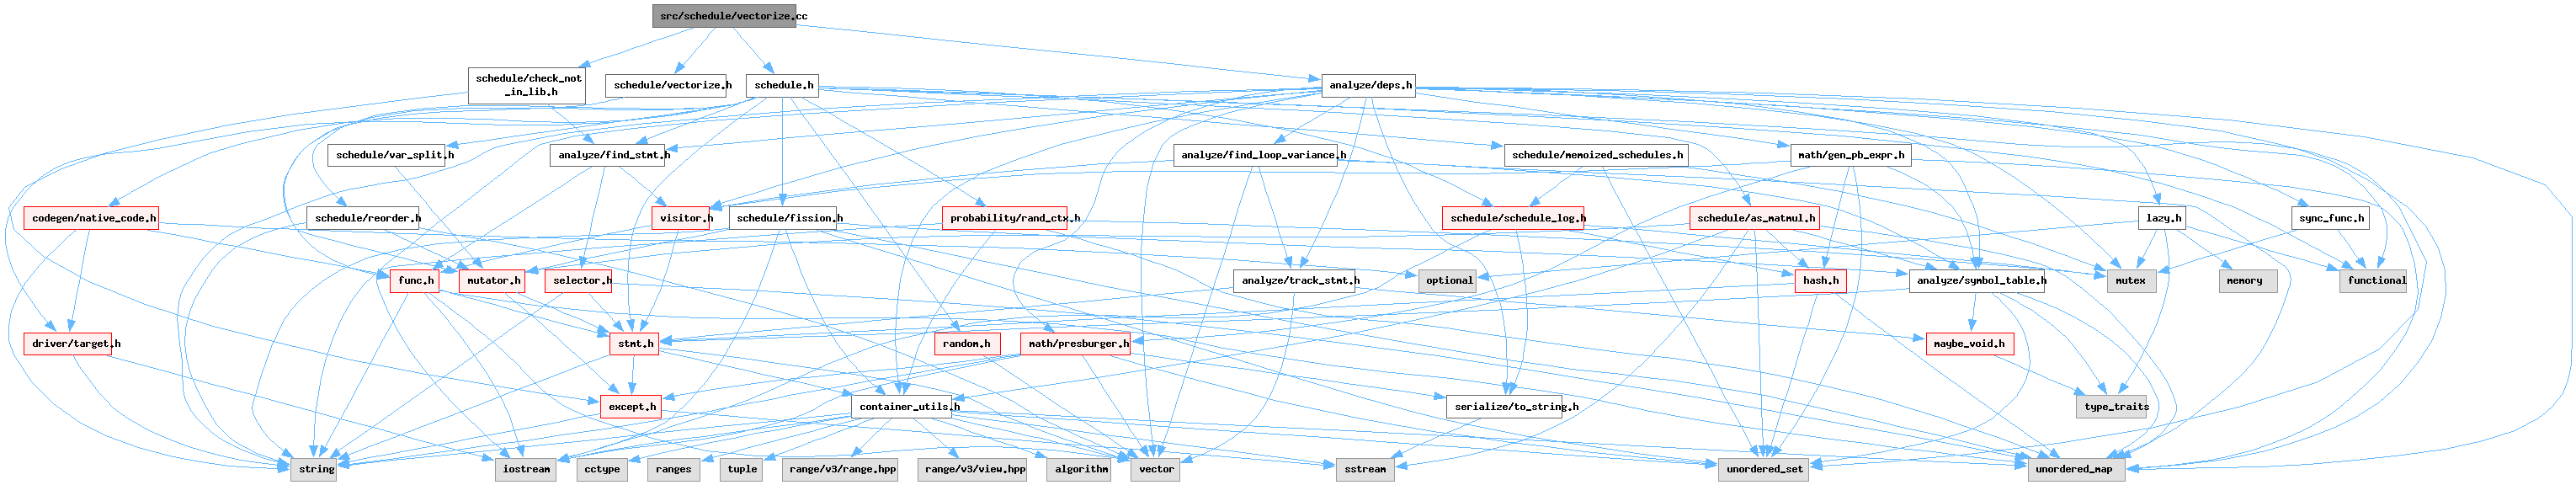 src/schedule/vectorize.cc
schedule/check_not
_in_lib.h
schedule/vectorize.h
schedule.h
analyze/deps.h
schedule/var_split.h
analyze/find_stmt.h
analyze/find_loop_variance.h
schedule/memoized_schedules.h
math/gen_pb_expr.h
codegen/native_code.h
schedule/reorder.h
visitor.h
schedule/fission.h
probability/rand_ctx.h
schedule/schedule_log.h
schedule/as_matmul.h
lazy.h
sync_func.h
func.h
mutator.h
selector.h
optional
analyze/track_stmt.h
hash.h
analyze/symbol_table.h
mutex
memory
functional
driver/target.h
stmt.h
random.h
math/presburger.h
maybe_void.h
except.h
container_utils.h
serialize/to_string.h
type_traits
string
iostream
cctype
ranges
tuple
range/v3/range.hpp
range/v3/view.hpp
algorithm
vector
sstream
unordered_set
unordered_map